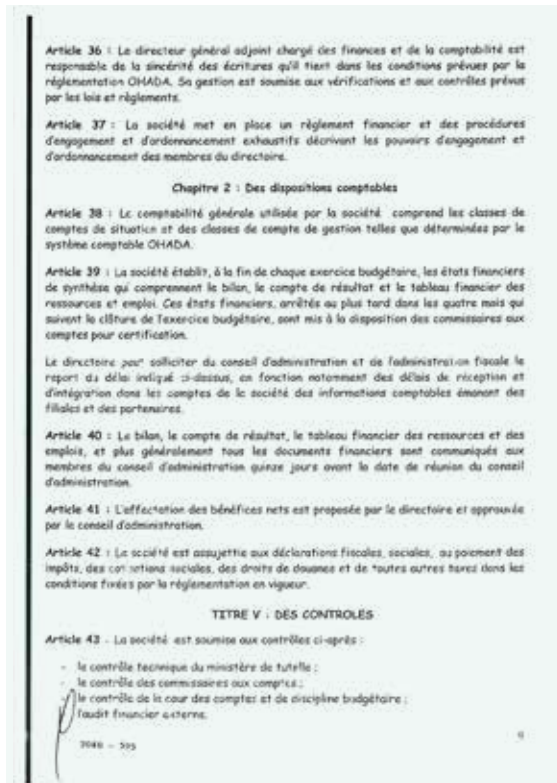 Article 36 : Le directeur général adjoint chargé des finances et de la comptabilité est
responsable de la sincérité des écritures qu'il tient dans les conditions prévues par la
réglementation OHADA. Sa gestion est soumise aux vérifications et aux contrôles prévus
par les lois et règlements.
Article 37 : La société met en place un règlement financier et des procédures
d'engagement et d'ordonnancement exhaustifs décrivant les pouvoirs d'engagement et
d'ordonnancement des membres du directoire.
Chapitre 2 : Des dispositions comptables
Article 38 : La comptabilité générale utilisée par la société comprend les classes de
comptes de situation et des classes de compte de gestion telles que déterminées par le
système comptable OHADA.
Article 39 : La société établit, à la fin de chaque exercice budgétaire, les états financiers
de synthèse qui comprennent le bilan, le compte de résultat et le tableau financier des
ressources et emploi. Ces états financiers, arrêtés au plus tard dans les quatre mois qui
suivent la clôture de l'exercice budgétaire, sont mis à la disposition des commissaires aux
comptes pour certification.
Le directoire peut solliciter du conseil d'administration et de l'administration fiscale le
report du délai indiqué ci-dessus, en fonction notamment des délais de réception et
d'intégration dans les comptes de la société des informations comptables émanant des
filiales et des partenaires.
Article 40 : Le bilan, le compte de résultat, le tableau financier des ressources et des
emplois, et plus généralement tous les documents financiers sont communiqués aux
membres du conseil d'administration quinze jours avant la date de réunion du conseil
d'administration.
Article 41 : L'affectation des bénéfices nets est proposée par le directoire et approuvée
par le conseil d'administration.
Article 42 : La société est assujettie aux déclarations fiscales, sociales, au paiement des
impôts, des cotisations sociales, des droits de douanes et de toutes autres taxes dans les
conditions fixées par la réglementation en vigueur.
TITRE V : DES CONTROLES
Article 43 - La société est soumise aux contrôles ci-après :
- le contrôle technique du ministère de tutelle ;
- le contrôle des commissaires aux comptes ;
- le contrôle de la cour des comptes et de discipline budgétaire ;
l'audit financier externe.